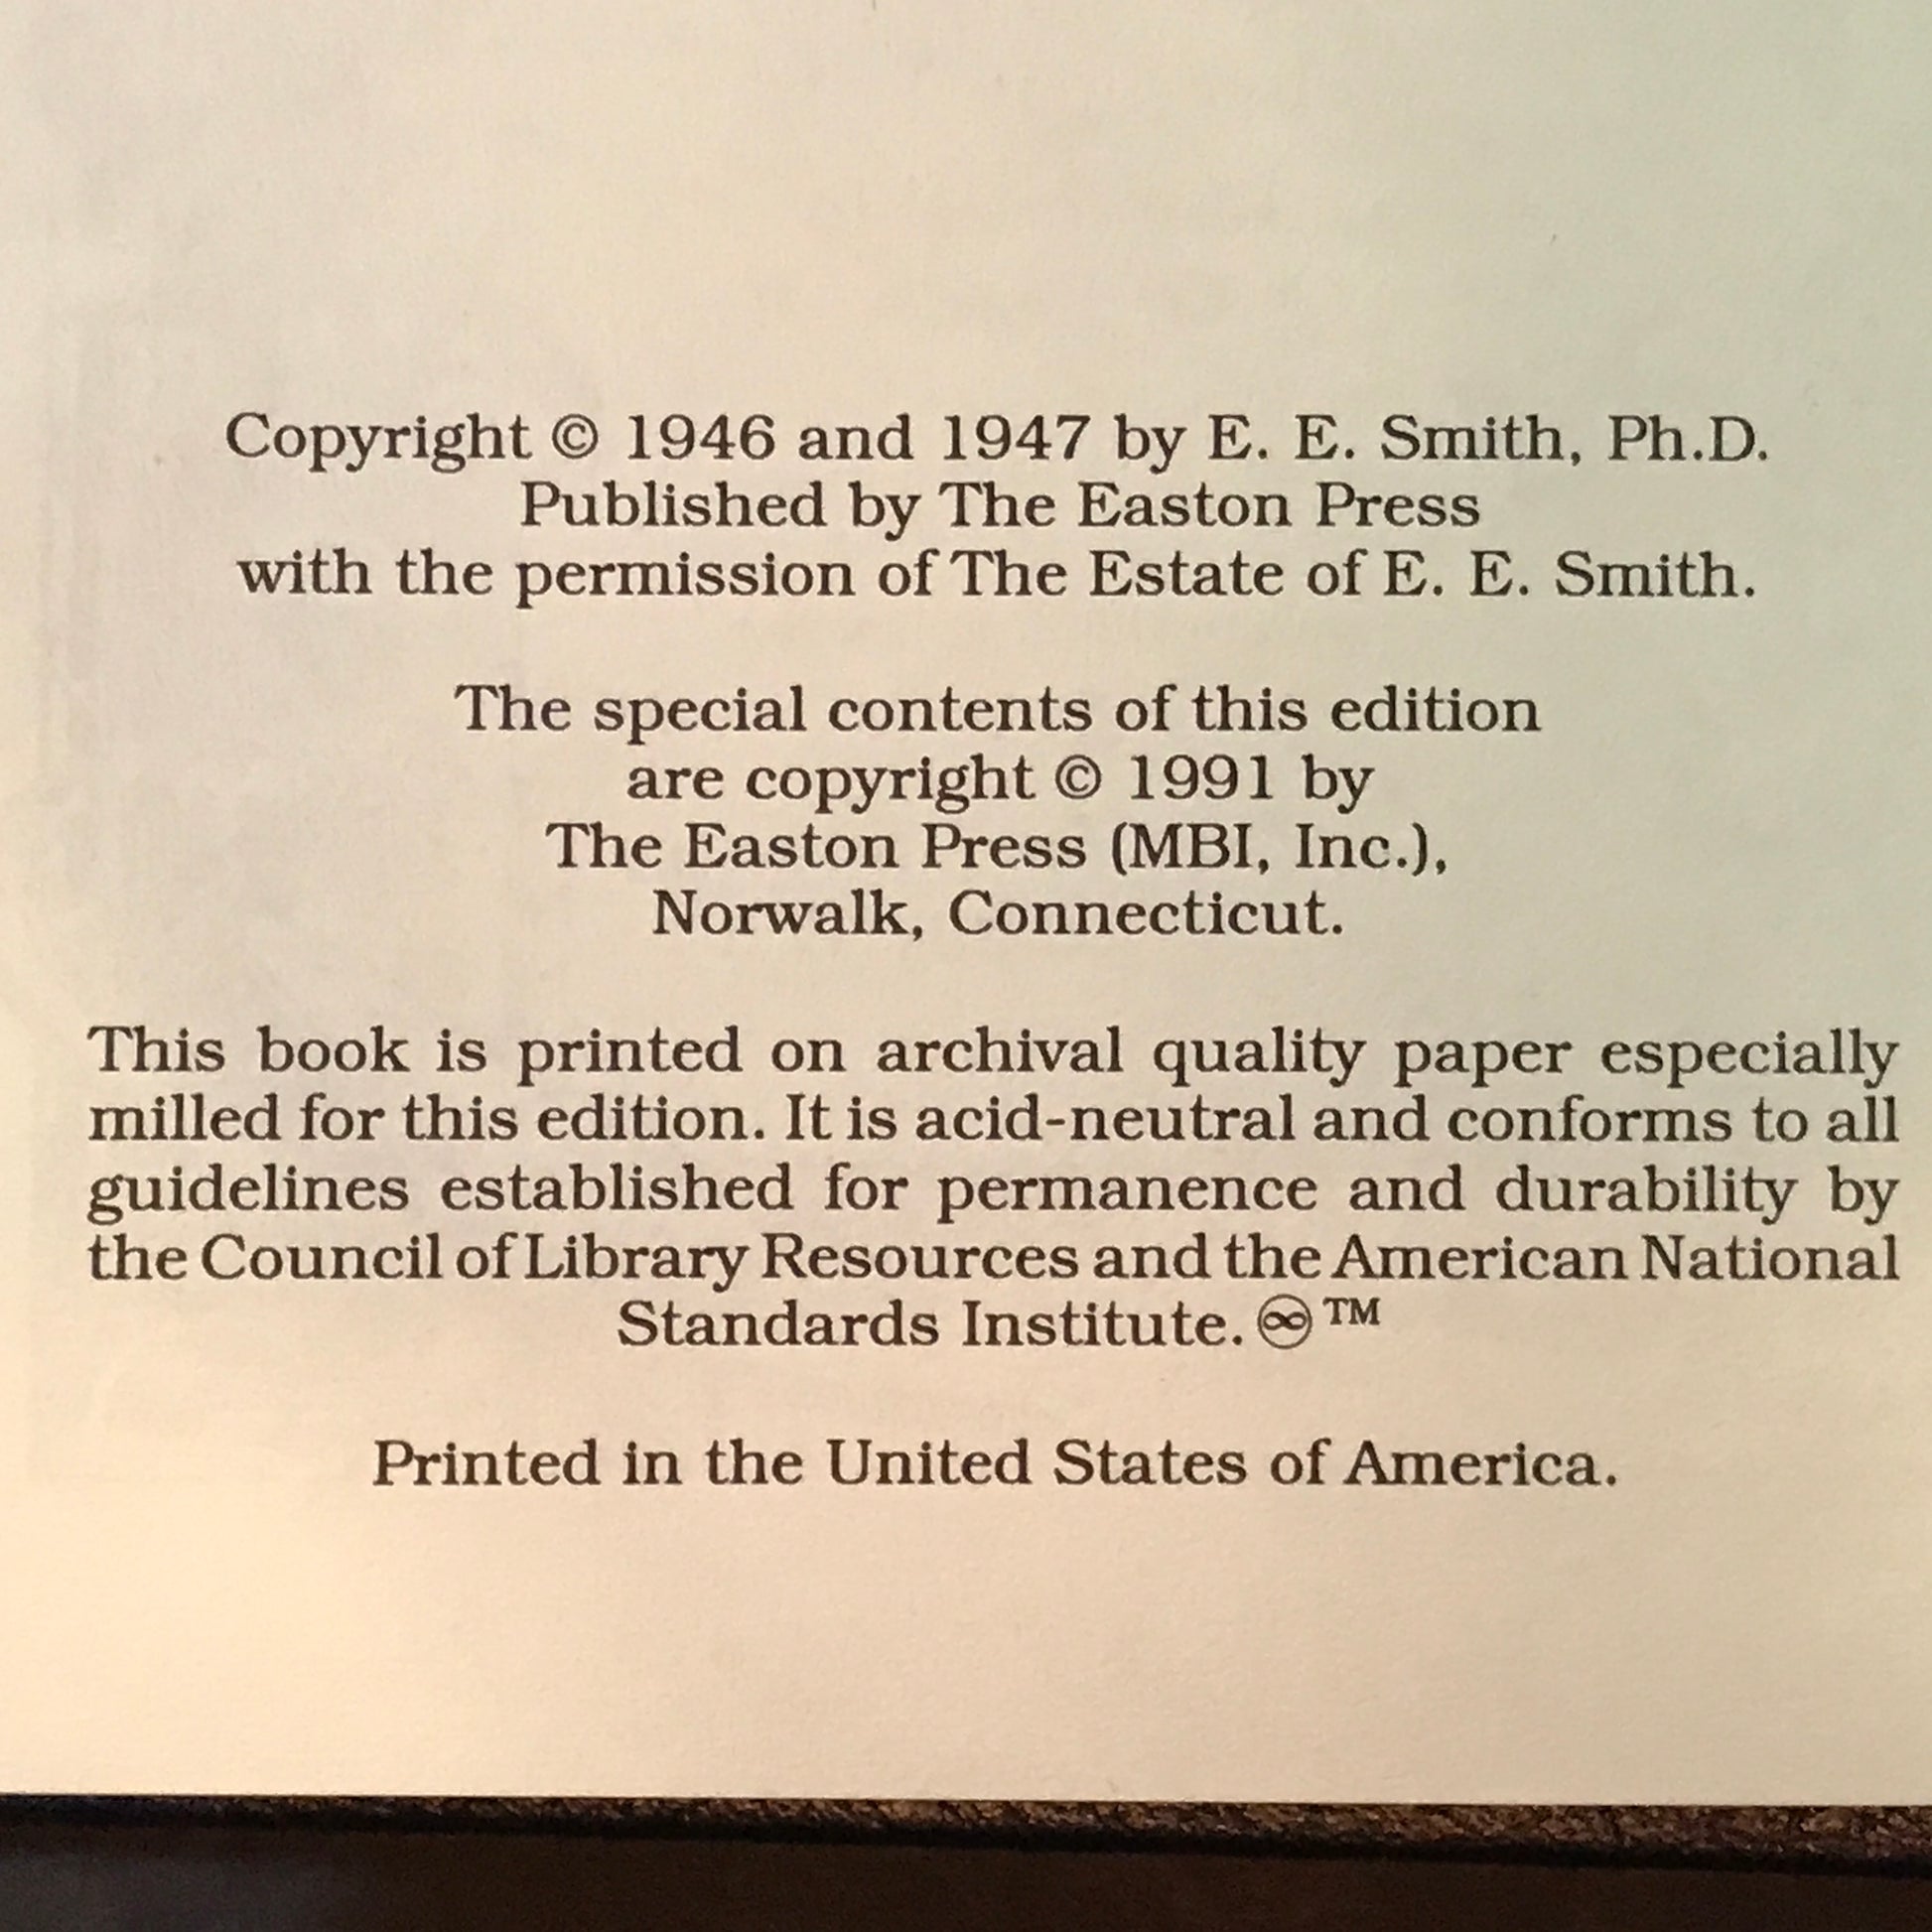 Copyright © 1946 and 1947 by E. E. Smith, Ph.D.
Published by The Easton Press
with the permission of The Estate of E. E. Smith.
The special contents of this edition
are copyright © 1991 by
The Easton Press (MBI, Inc.),
Norwalk, Connecticut.
This book is printed on archival quality paper especially
milled for this edition. It is acid-neutral and conforms to all
guidelines established for permanence and durability by
the Council of Library Resources and the American National
Standards Institute. ♾™
Printed in the United States of America.